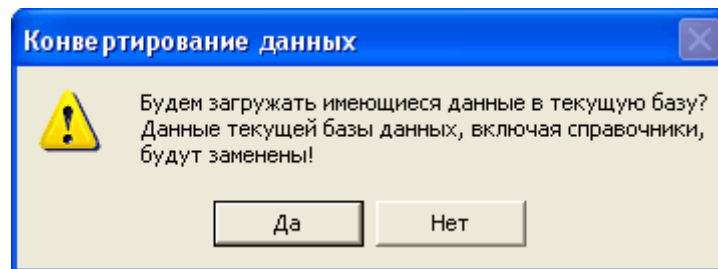 Конвертирование данных
Будем загружать имеющиеся данные в текущую базу?
Данные текущей базы данных, включая справочники,
будут заменены!
Да Нет